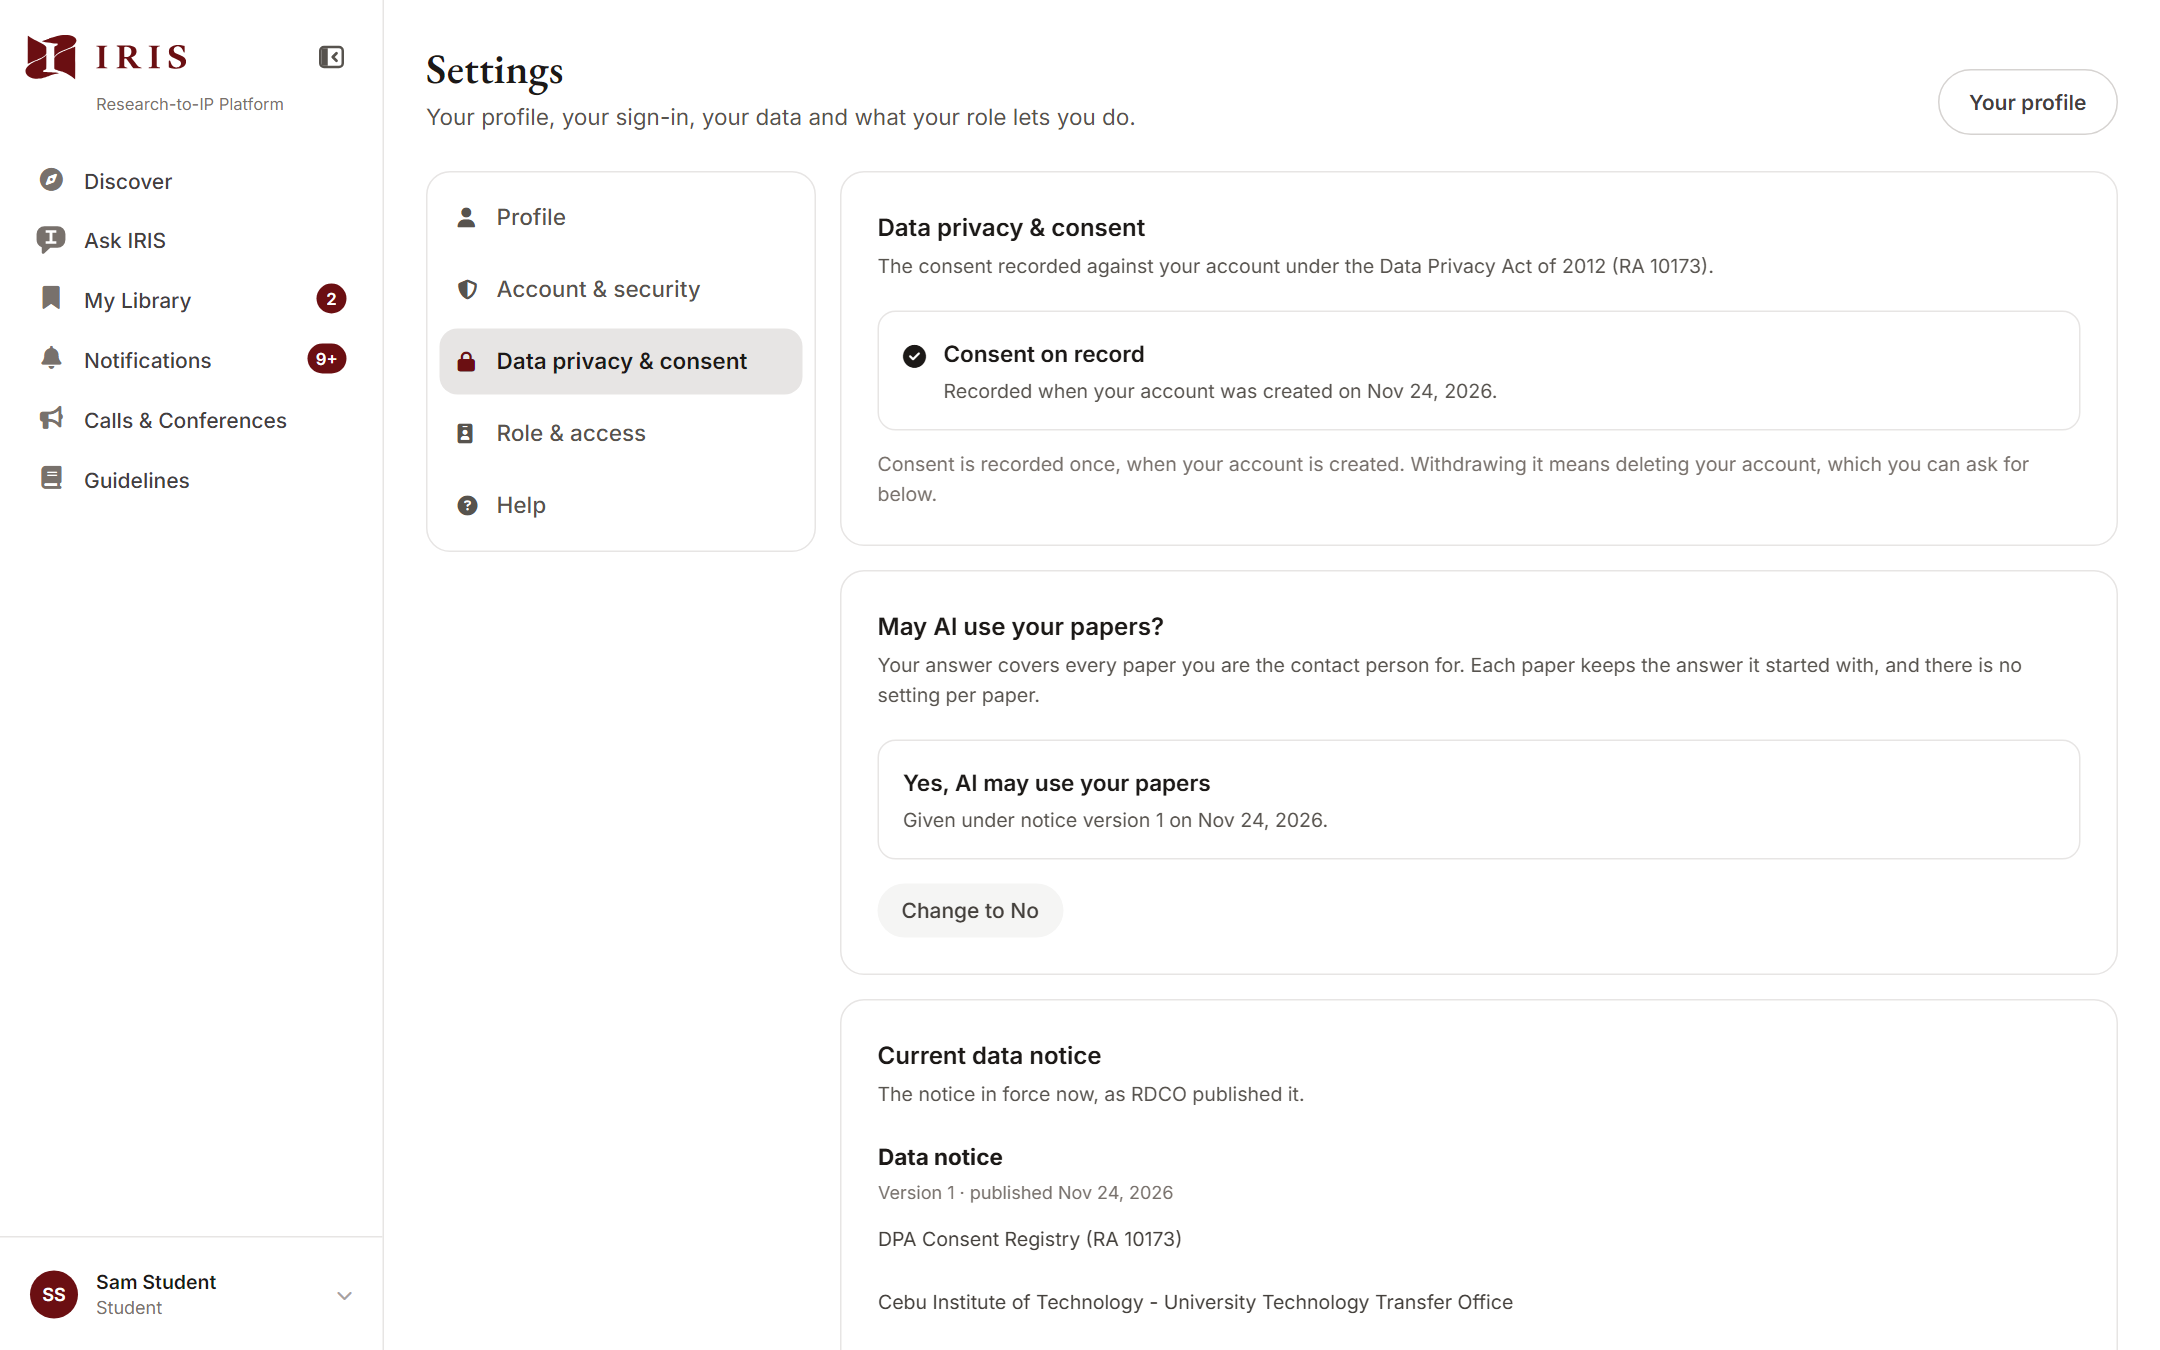 IRIS
Research-to-IP Platform
Discover
Ask IRIS
My Library
2
Notifications
9+
Calls & Conferences
Guidelines
SS
Sam Student
Student
Settings
Your profile, your sign-in, your data and what your role lets you do.
Your profile
Profile
Account & security
Data privacy & consent
Role & access
Help
Data privacy & consent
The consent recorded against your account under the Data Privacy Act of 2012 (RA 10173).
Consent on record
Recorded when your account was created on Nov 24, 2026.
Consent is recorded once, when your account is created. Withdrawing it means deleting your account, which you can ask for
below.
May AI use your papers?
Your answer covers every paper you are the contact person for. Each paper keeps the answer it started with, and there is no
setting per paper.
Yes, AI may use your papers
Given under notice version 1 on Nov 24, 2026.
Change to No
Current data notice
The notice in force now, as RDCO published it.
Data notice
Version 1 · published Nov 24, 2026
DPA Consent Registry (RA 10173)
Cebu Institute of Technology - University Technology Transfer Office